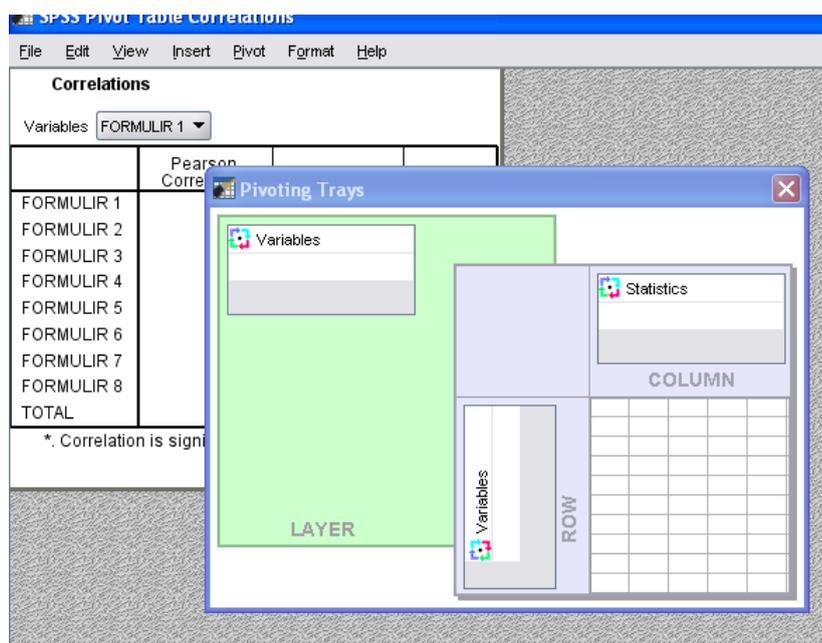 SPSS Pivot Table Correlations
File Edit View Insert Pivot Format Help
Correlations
Variables FORMULIR 1
Pearson
Corre
FORMULIR 1
FORMULIR 2
FORMULIR 3
FORMULIR 4
FORMULIR 5
FORMULIR 6
FORMULIR 7
FORMULIR 8
TOTAL
*. Correlation is signi
Pivoting Trays
Variables
LAYER
Statistics
COLUMN
Variables
ROW